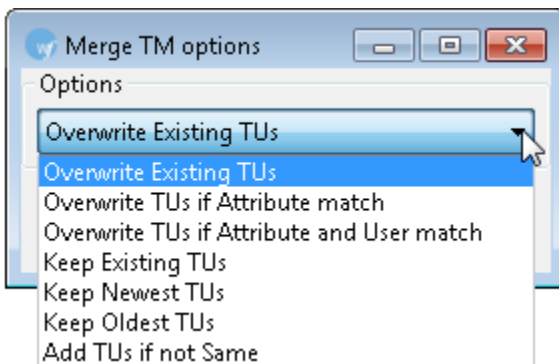 Merge TM options
Options
Overwrite Existing TUs
Overwrite Existing TUs
Overwrite TUs if Attribute match
Overwrite TUs if Attribute and User match
Keep Existing TUs
Keep Newest TUs
Keep Oldest TUs
Add TUs if not Same